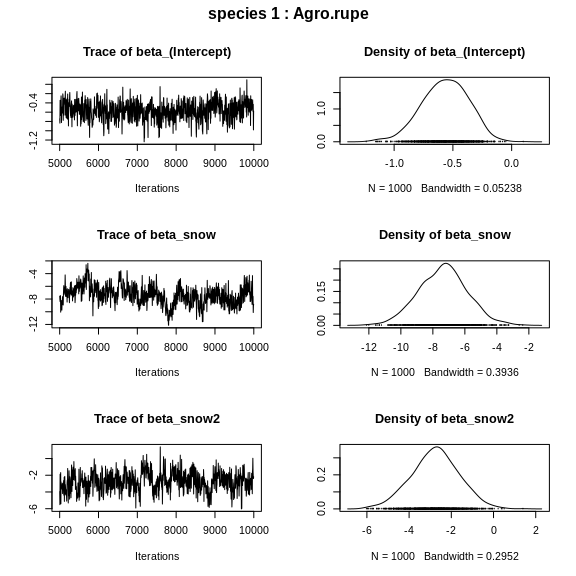 species 1 : Agro.rupe
Trace of beta_(Intercept)
-0.4
-1.2
5000 6000 7000 8000 9000 10000
Iterations
Density of beta_(Intercept)
1.0
0.0
-1.0 -0.5 0.0
N = 1000 Bandwidth = 0.05238
Trace of beta_snow
-4
-8
-12
5000 6000 7000 8000 9000 10000
Iterations
Density of beta_snow
0.15
0.00
-12 -10 -8 -6 -4 -2
N = 1000 Bandwidth = 0.3936
Trace of beta_snow2
-2
-6
5000 6000 7000 8000 9000 10000
Iterations
Density of beta_snow2
0.2
0.0
-6 -4 -2 0 2
N = 1000 Bandwidth = 0.2952